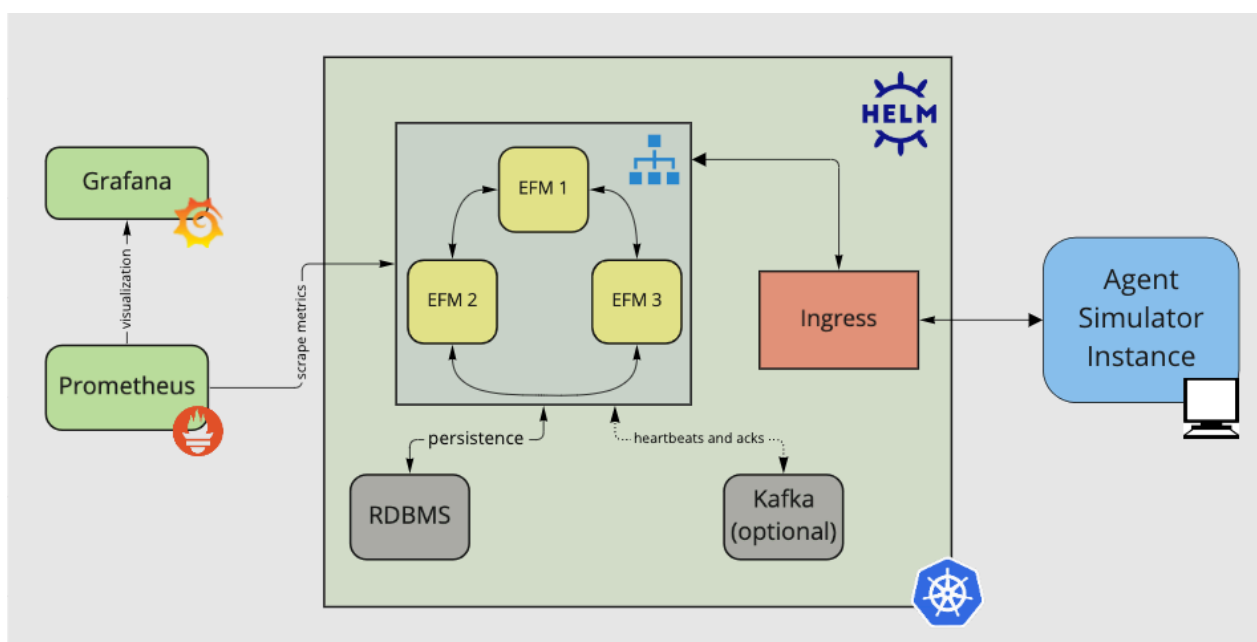 HELM
Grafana
EFM 1
visualization
EFM 2
EFM 3
scrape metrics
Ingress
Agent
Simulator
Instance
Prometheus
persistence
heartbeats and acks
RDBMS
Kafka
(optional)